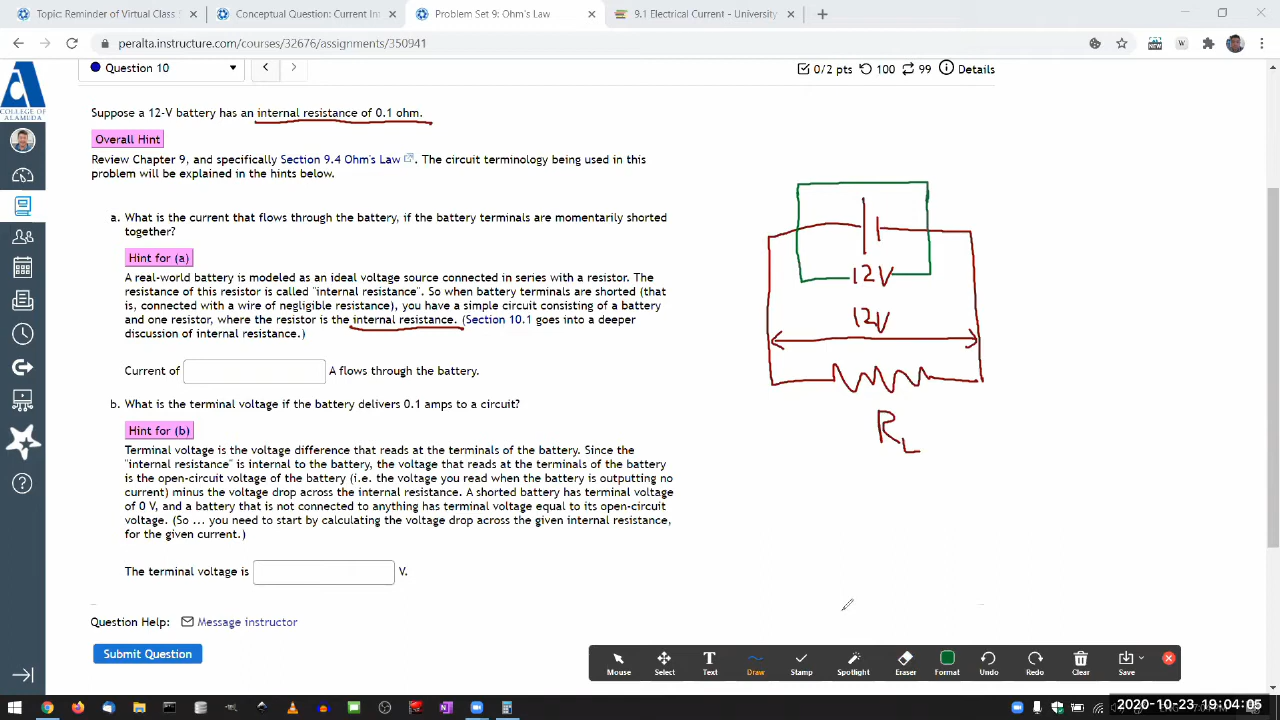 Topic: Reminder of Virtual Class
Conceptual Question: Current In
Problem Set 9: Ohm's Law
9.1 Electrical Current - University
peralta.instructure.com/courses/32676/assignments/350941
NEW
W
COLLEGE OF
ALAMEDA
Question 10
0/2 pts 100 99 Details
Suppose a 12-V battery has an internal resistance of 0.1 ohm.
Overall Hint
Review Chapter 9, and specifically Section 9.4 Ohm's Law . The circuit terminology being used in this
problem will be explained in the hints below.
a. What is the current that flows through the battery, if the battery terminals are momentarily shorted
together?
Hint for (a)
A real-world battery is modeled as an ideal voltage source connected in series with a resistor. The
resistance of this resistor is called "internal resistance". So when battery terminals are shorted (that
is, connected with a wire of negligible resistance), you have a simple circuit consisting of a battery
and one resistor, where the resistor is the internal resistance. (Section 10.1 goes into a deeper
discussion of internal resistance.)
Current of A flows through the battery.
b. What is the terminal voltage if the battery delivers 0.1 amps to a circuit?
Hint for (b)
Terminal voltage is the voltage difference that reads at the terminals of the battery. Since the
"internal resistance" is internal to the battery, the voltage that reads at the terminals of the battery
is the open-circuit voltage of the battery (i.e. the voltage you read when the battery is outputting no
current) minus the voltage drop across the internal resistance. A shorted battery has terminal voltage
of 0 V, and a battery that is not connected to anything has terminal voltage equal to its open-circuit
voltage. (So ... you need to start by calculating the voltage drop across the given internal resistance,
for the given current.)
The terminal voltage is V.
Question Help: Message instructor
Submit Question
12V
12V
RL
Mouse Select Text Draw Stamp Spotlight Eraser Format Undo Redo Clear Save
2020-10-23 19:04:05